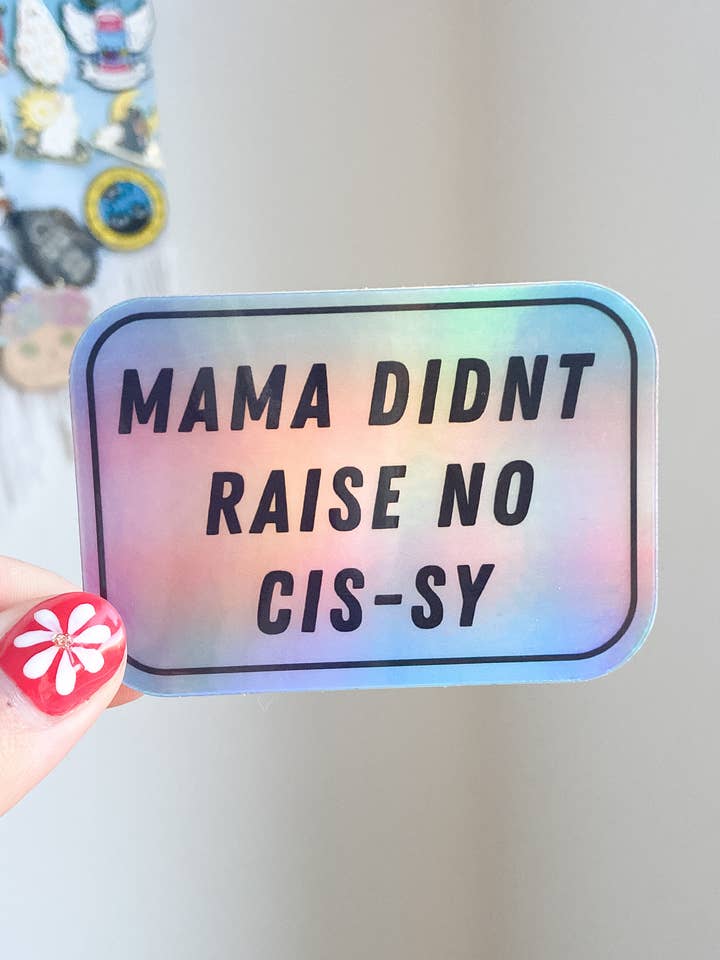 MAMA DIDNT
RAISE NO
CIS-SY